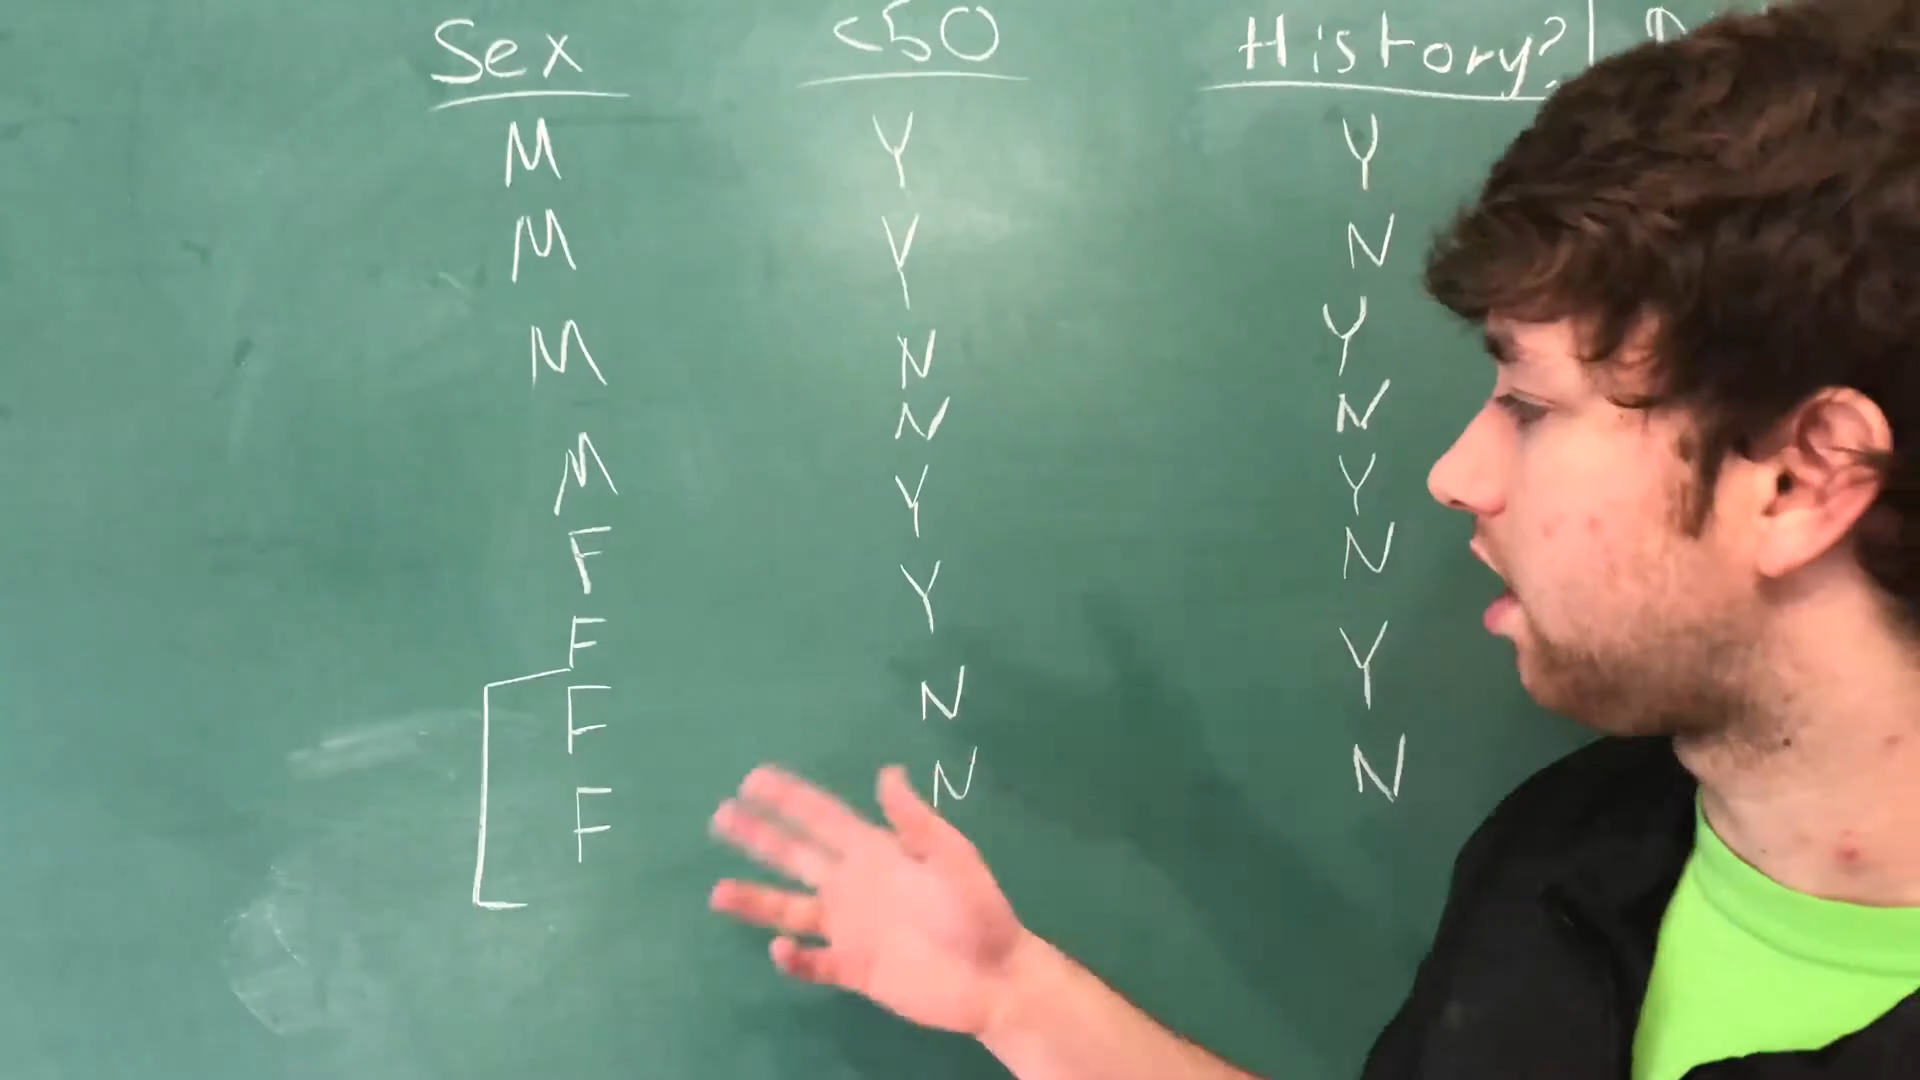 Sex <50 History?
M Y Y
M Y N
M N Y
M N N
F Y Y
F Y N
F N Y
F N N